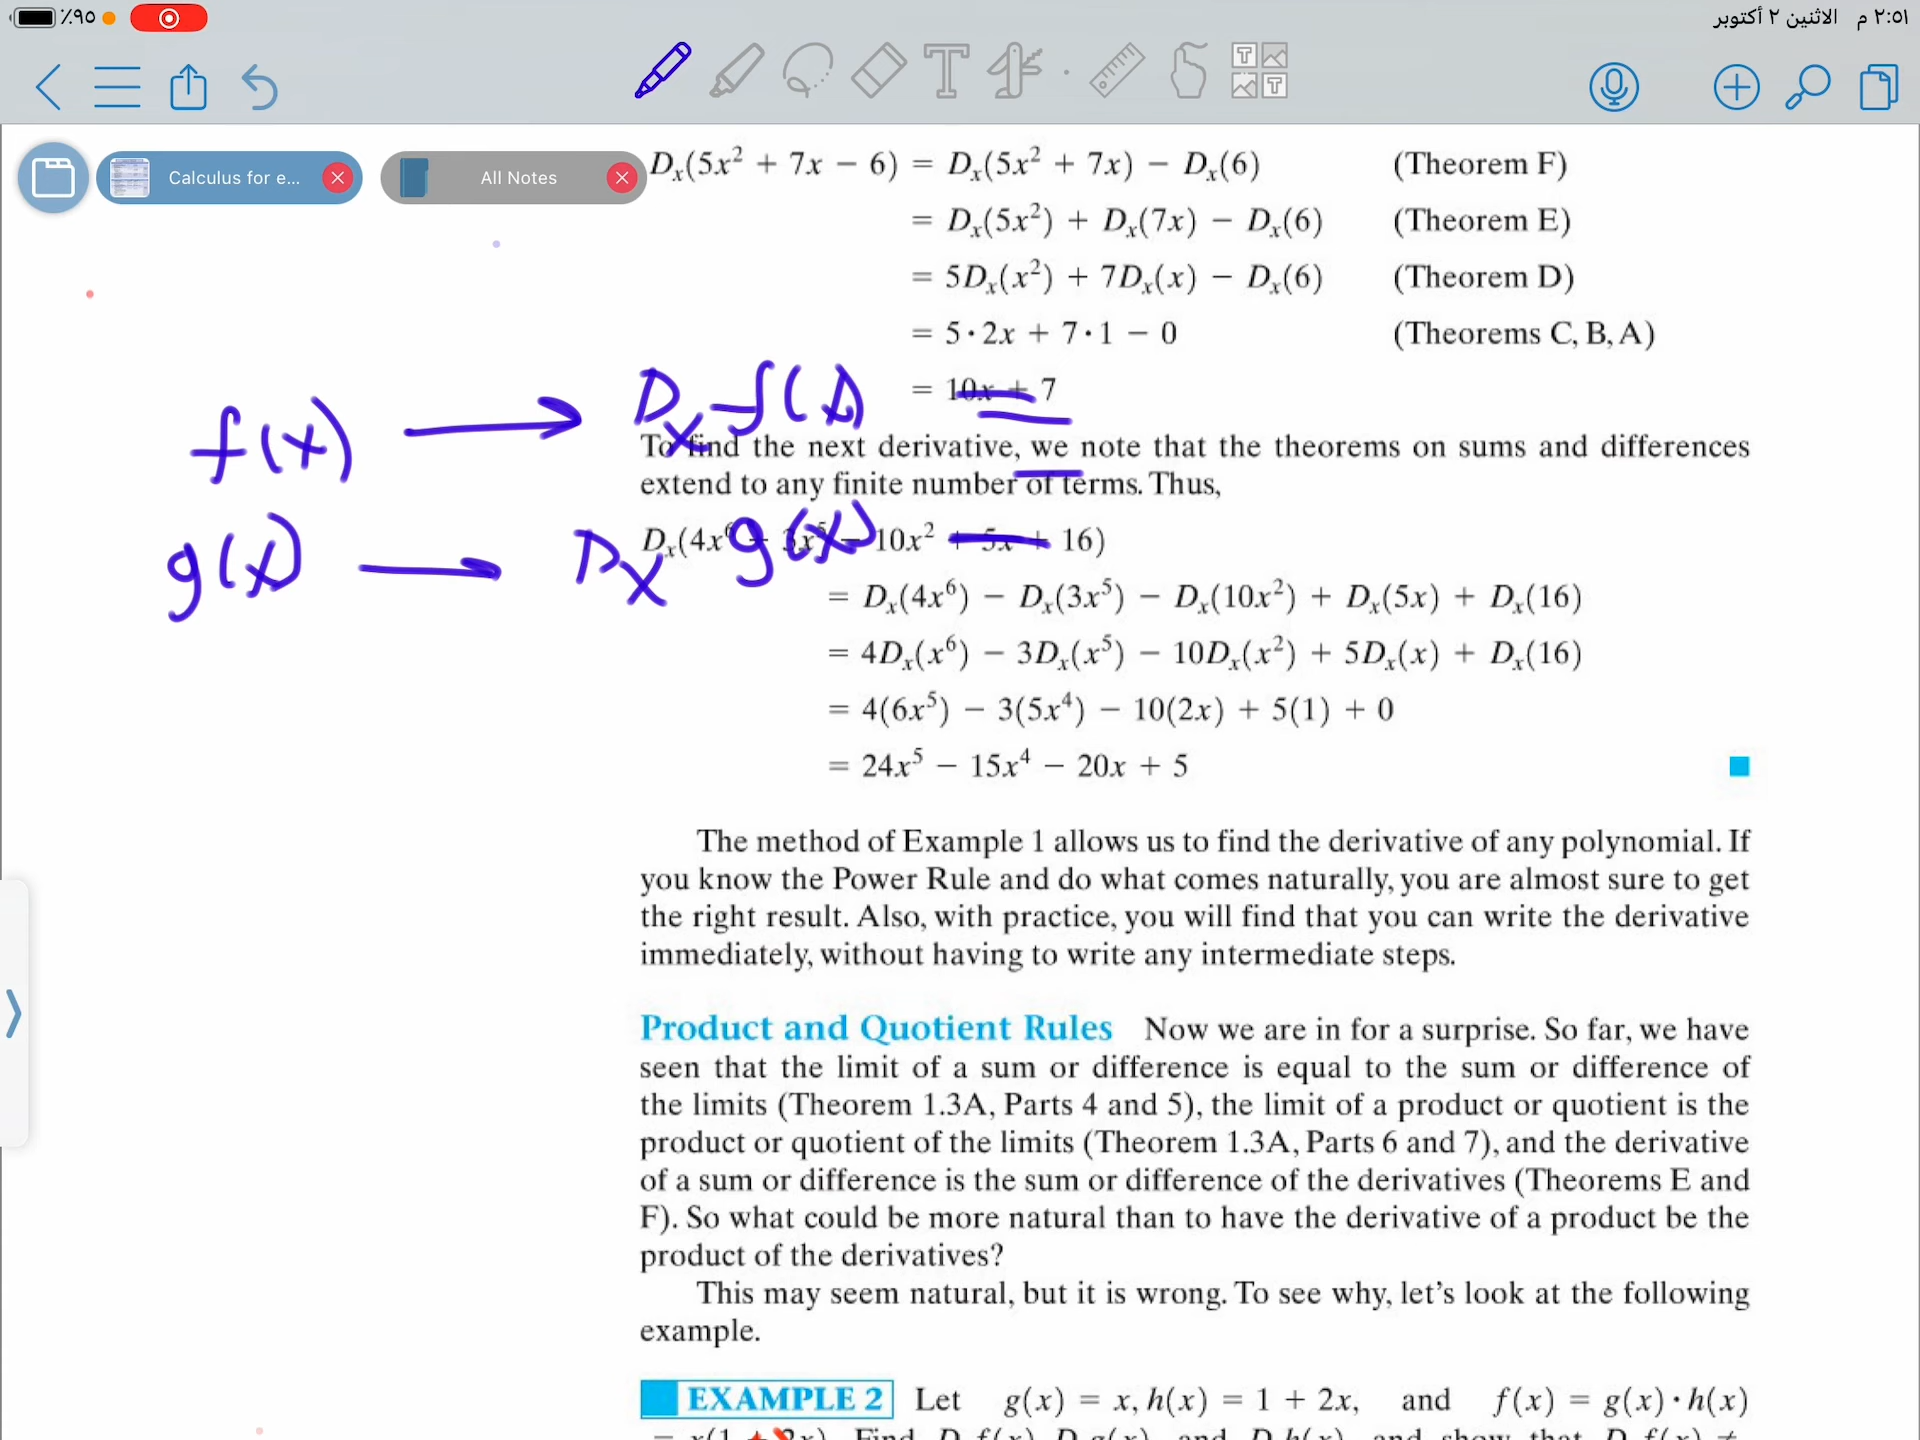 ٪٩٥
٢:٥١ م الاثنين ٢ أكتوبر
Calculus for e...
All Notes
Dₓ(5x² + 7x − 6) = Dₓ(5x² + 7x) − Dₓ(6) (Theorem F)
= Dₓ(5x²) + Dₓ(7x) − Dₓ(6) (Theorem E)
= 5Dₓ(x²) + 7Dₓ(x) − Dₓ(6) (Theorem D)
= 5·2x + 7·1 − 0 (Theorems C, B, A)
= 10x + 7
f(x) → Dₓ f(x)
To find the next derivative, we note that the theorems on sums and differences
extend to any finite number of terms. Thus,
g(x) — Dₓ g(x)
Dₓ(4x⁶ − 3x⁵ − 10x² + 5x + 16)
= Dₓ(4x⁶) − Dₓ(3x⁵) − Dₓ(10x²) + Dₓ(5x) + Dₓ(16)
= 4Dₓ(x⁶) − 3Dₓ(x⁵) − 10Dₓ(x²) + 5Dₓ(x) + Dₓ(16)
= 4(6x⁵) − 3(5x⁴) − 10(2x) + 5(1) + 0
= 24x⁵ − 15x⁴ − 20x + 5
The method of Example 1 allows us to find the derivative of any polynomial. If
you know the Power Rule and do what comes naturally, you are almost sure to get
the right result. Also, with practice, you will find that you can write the derivative
immediately, without having to write any intermediate steps.
Product and Quotient Rules Now we are in for a surprise. So far, we have
seen that the limit of a sum or difference is equal to the sum or difference of
the limits (Theorem 1.3A, Parts 4 and 5), the limit of a product or quotient is the
product or quotient of the limits (Theorem 1.3A, Parts 6 and 7), and the derivative
of a sum or difference is the sum or difference of the derivatives (Theorems E and
F). So what could be more natural than to have the derivative of a product be the
product of the derivatives?
This may seem natural, but it is wrong. To see why, let’s look at the following
example.
EXAMPLE 2 Let g(x) = x, h(x) = 1 + 2x, and f(x) = g(x)·h(x)
= x(1 + 2x). Find Dₓf(x), Dₓg(x), and Dₓh(x), and show that Dₓf(x) ≠